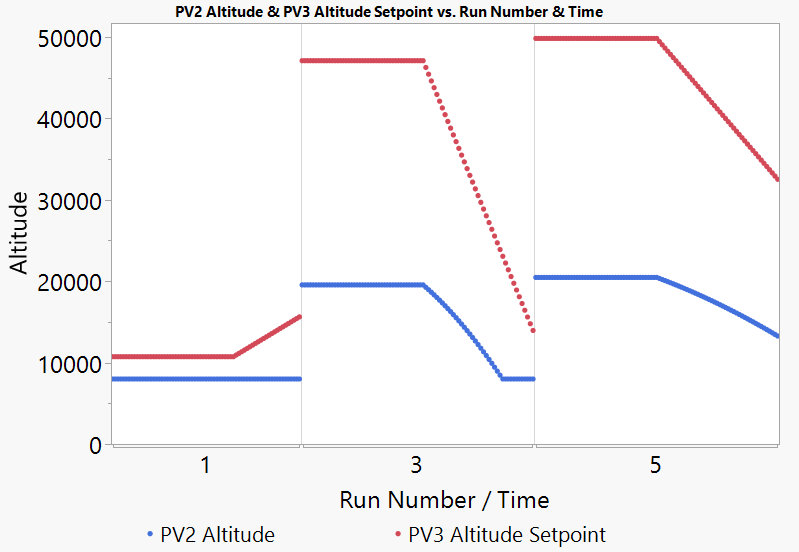 PV2 Altitude & PV3 Altitude Setpoint vs. Run Number & Time
50000
40000
30000
20000
10000
0
Altitude
1 3 5
Run Number / Time
PV2 Altitude PV3 Altitude Setpoint